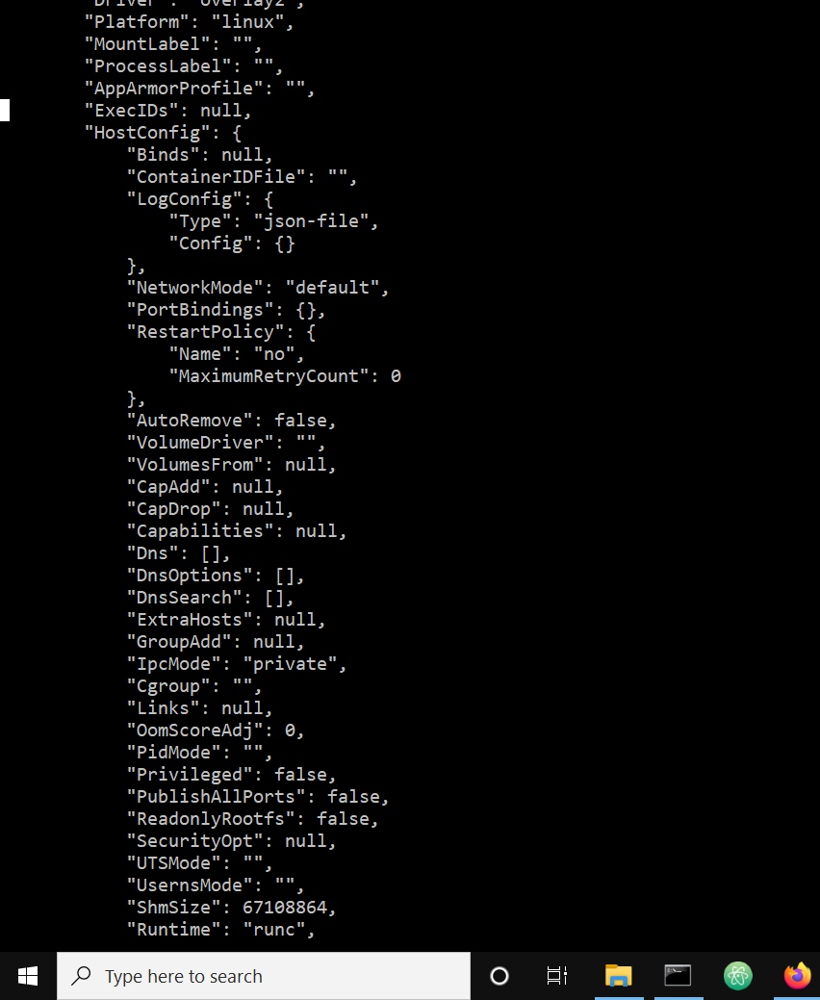 "Driver": "overlay2",
"Platform": "linux",
"MountLabel": "",
"ProcessLabel": "",
"AppArmorProfile": "",
"ExecIDs": null,
"HostConfig": {
"Binds": null,
"ContainerIDFile": "",
"LogConfig": {
"Type": "json-file",
"Config": {}
},
"NetworkMode": "default",
"PortBindings": {},
"RestartPolicy": {
"Name": "no",
"MaximumRetryCount": 0
},
"AutoRemove": false,
"VolumeDriver": "",
"VolumesFrom": null,
"CapAdd": null,
"CapDrop": null,
"Capabilities": null,
"Dns": [],
"DnsOptions": [],
"DnsSearch": [],
"ExtraHosts": null,
"GroupAdd": null,
"IpcMode": "private",
"Cgroup": "",
"Links": null,
"OomScoreAdj": 0,
"PidMode": "",
"Privileged": false,
"PublishAllPorts": false,
"ReadonlyRootfs": false,
"SecurityOpt": null,
"UTSMode": "",
"UsernsMode": "",
"ShmSize": 67108864,
"Runtime": "runc",
Type here to search